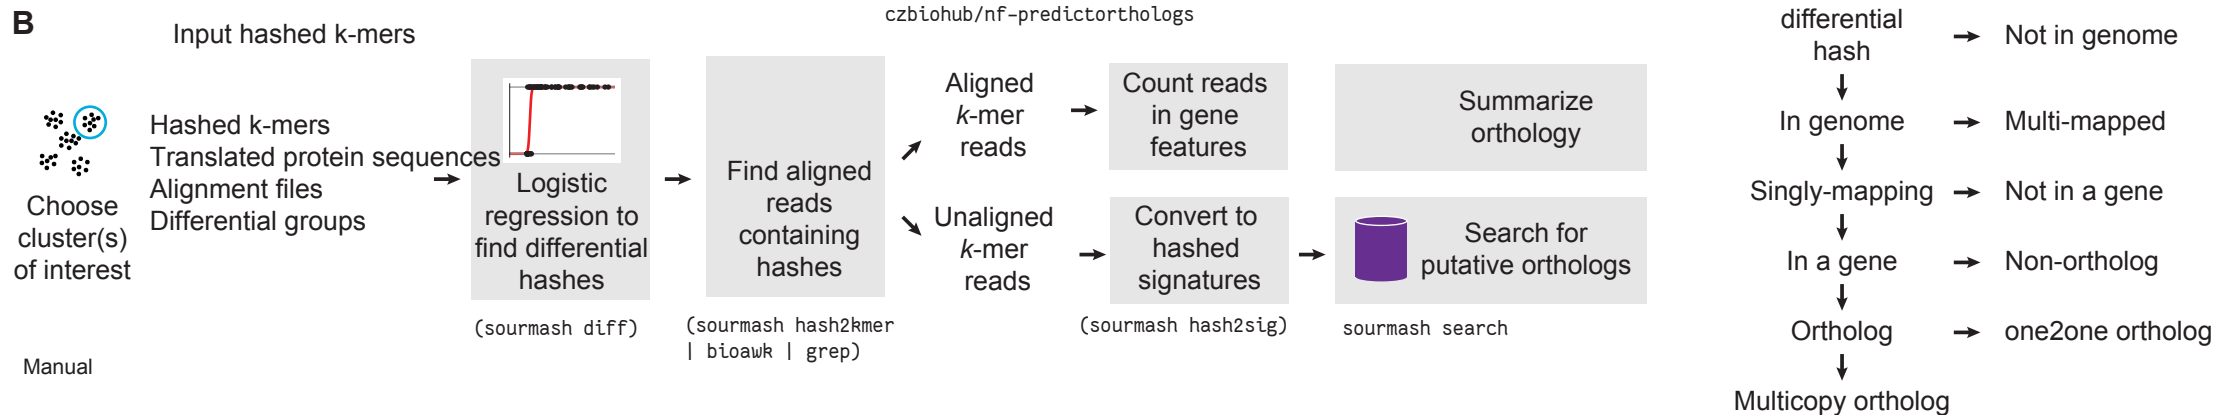 B
Input hashed k-mers
czbiohub/nf-predictorthologs
Choose
cluster(s)
of interest
Manual
Hashed k-mers
Translated protein sequences
Alignment files
Differential groups
Logistic
regression to
find differential
hashes
(sourmash diff)
Find aligned
reads
containing
hashes
(sourmash hash2kmer
| bioawk | grep)
Aligned
k-mer
reads
Count reads
in gene
features
Summarize
orthology
Unaligned
k-mer
reads
Convert to
hashed
signatures
(sourmash hash2sig)
Search for
putative orthologs
sourmash search
differential
hash
Not in genome
In genome
Multi-mapped
Singly-mapping
Not in a gene
In a gene
Non-ortholog
Ortholog
one2one ortholog
Multicopy ortholog